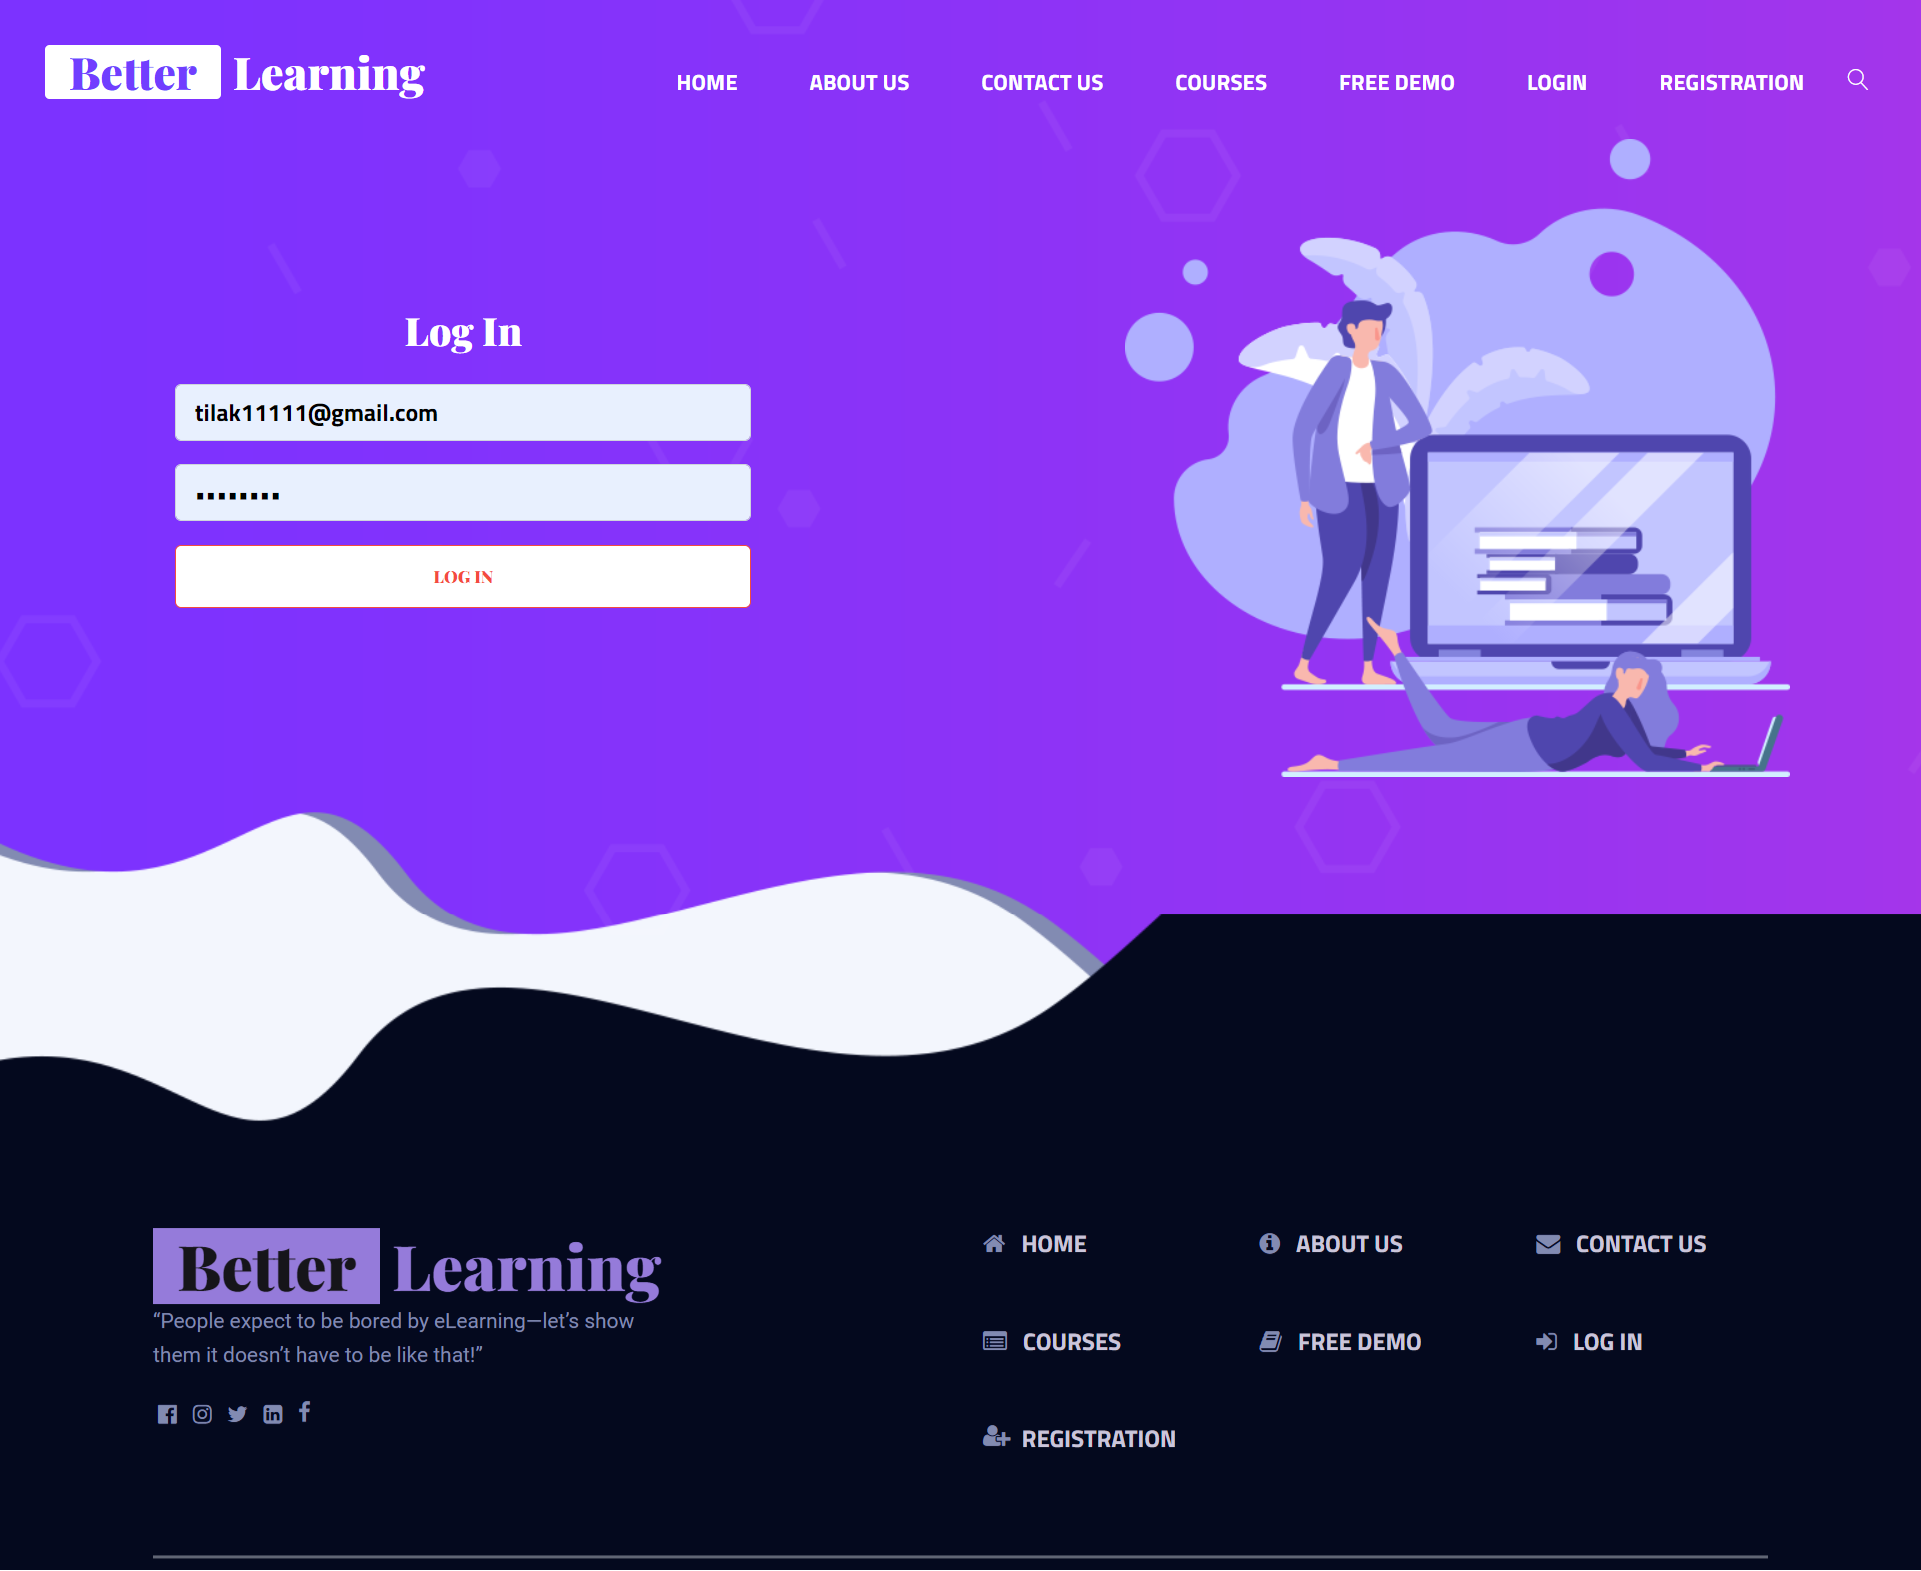 Better Learning
HOME ABOUT US CONTACT US COURSES FREE DEMO LOGIN REGISTRATION
Log In
tilak11111@gmail.com
LOG IN
Better Learning
“People expect to be bored by eLearning—let’s show
them it doesn’t have to be like that!”
HOME ABOUT US CONTACT US
COURSES FREE DEMO LOG IN
REGISTRATION